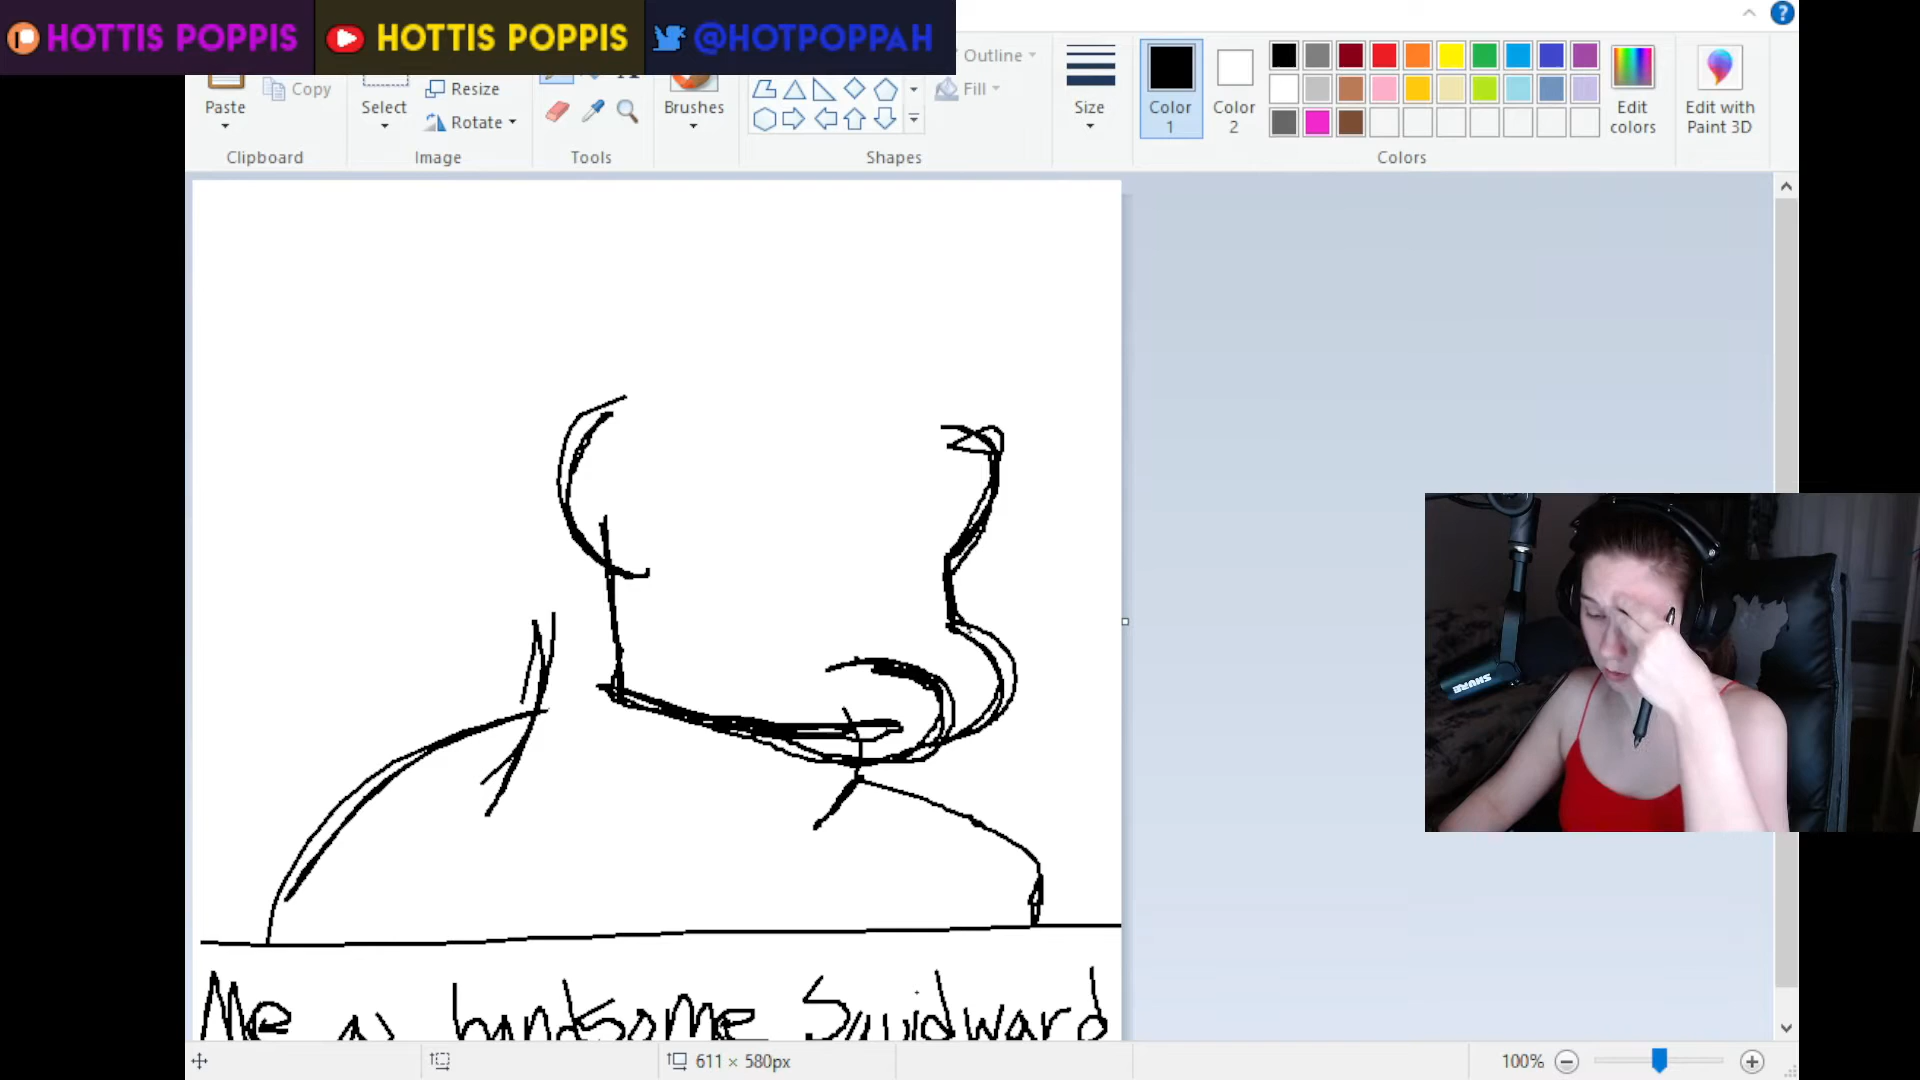 HOTTIS POPPIS HOTTIS POPPIS @HOTPOPPAH
Outline
Paste Copy Select Resize Rotate Brushes Fill Size Color 1 Color 2 Edit colors Edit with Paint 3D
Clipboard Image Tools Shapes Colors
SHURE
Me as handsome Squidward
611 × 580px 100%